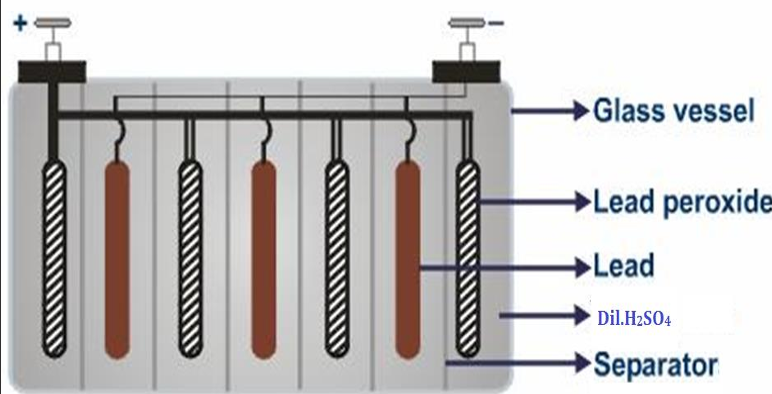 + −
Glass vessel
Lead peroxide
Lead
Dil.H₂SO₄
Separator